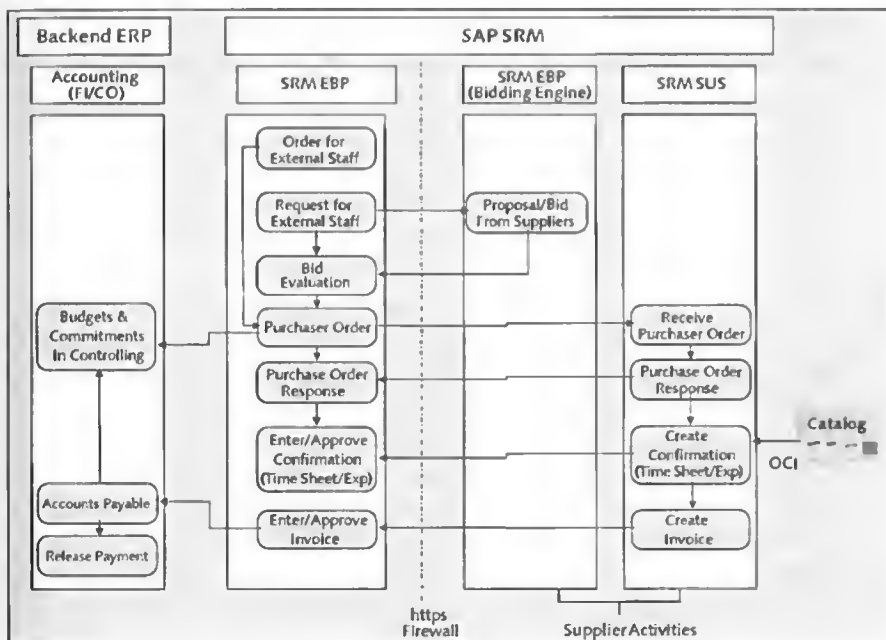 Backend ERP
SAP SRM
Accounting
(FI/CO)
SRM EBP
SRM EBP
(Bidding Engine)
SRM SUS
Order for
External Staff
Request for
External Staff
Proposal/Bid
From Suppliers
Bid
Evaluation
Budgets &
Commitments
In Controlling
Purchaser Order
Receive
Purchaser Order
Purchase Order
Response
Purchase Order
Response
Enter/Approve
Confirmation
(Time Sheet/Exp)
Create
Confirmation
(Time Sheet/Exp)
Catalog
OCI
Accounts Payable
Enter/Approve
Invoice
Create
Invoice
Release Payment
https
Firewall
Supplier Activities